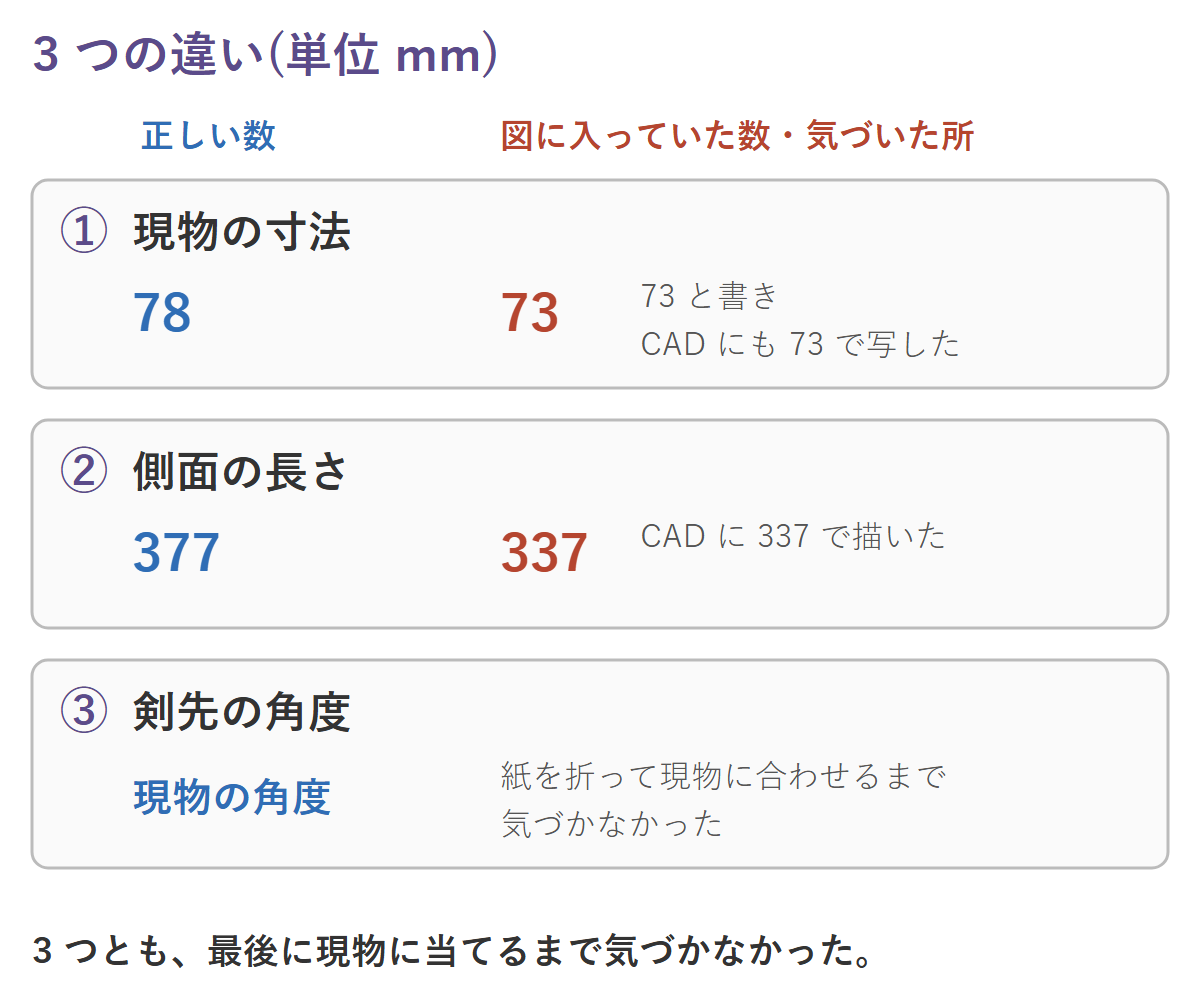 3 つの違い(単位 mm)
正しい数 図に入っていた数・気づいた所
① 現物の寸法
78 73 73 と書き
CAD にも 73 で写した
② 側面の長さ
377 337 CAD に 337 で描いた
③ 剣先の角度
現物の角度 紙を折って現物に合わせるまで
気づかなかった
3 つとも、最後に現物に当てるまで気づかなかった。